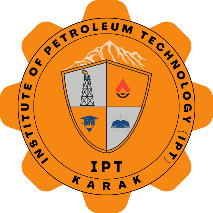 INSTITUTE OF PETROLEUM TECHNOLOGY (IPT)
IPT
KARAK